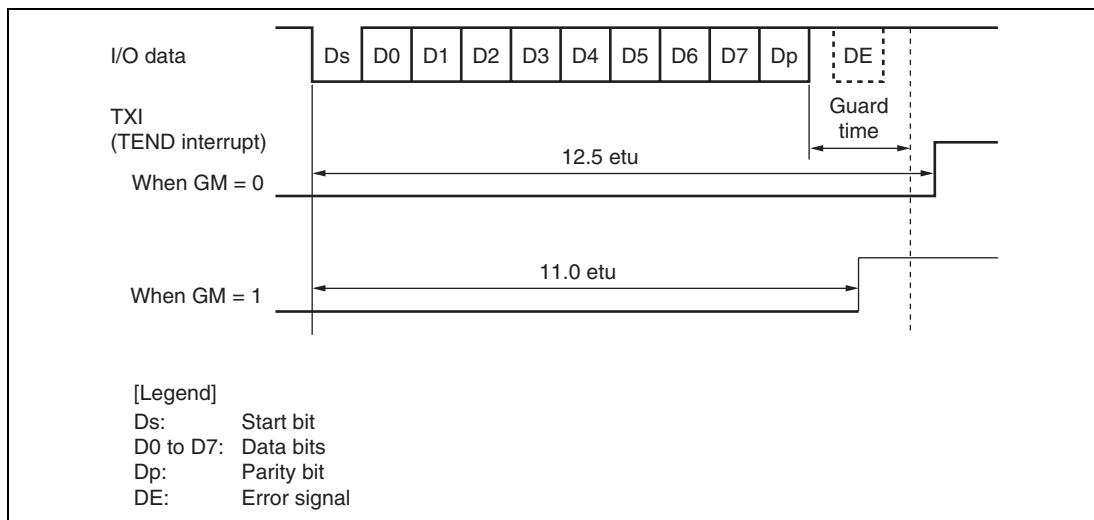 I/O data
Ds D0 D1 D2 D3 D4 D5 D6 D7 Dp DE
Guard
time
TXI
(TEND interrupt)
12.5 etu
When GM = 0
11.0 etu
When GM = 1
[Legend]
Ds: Start bit
D0 to D7: Data bits
Dp: Parity bit
DE: Error signal